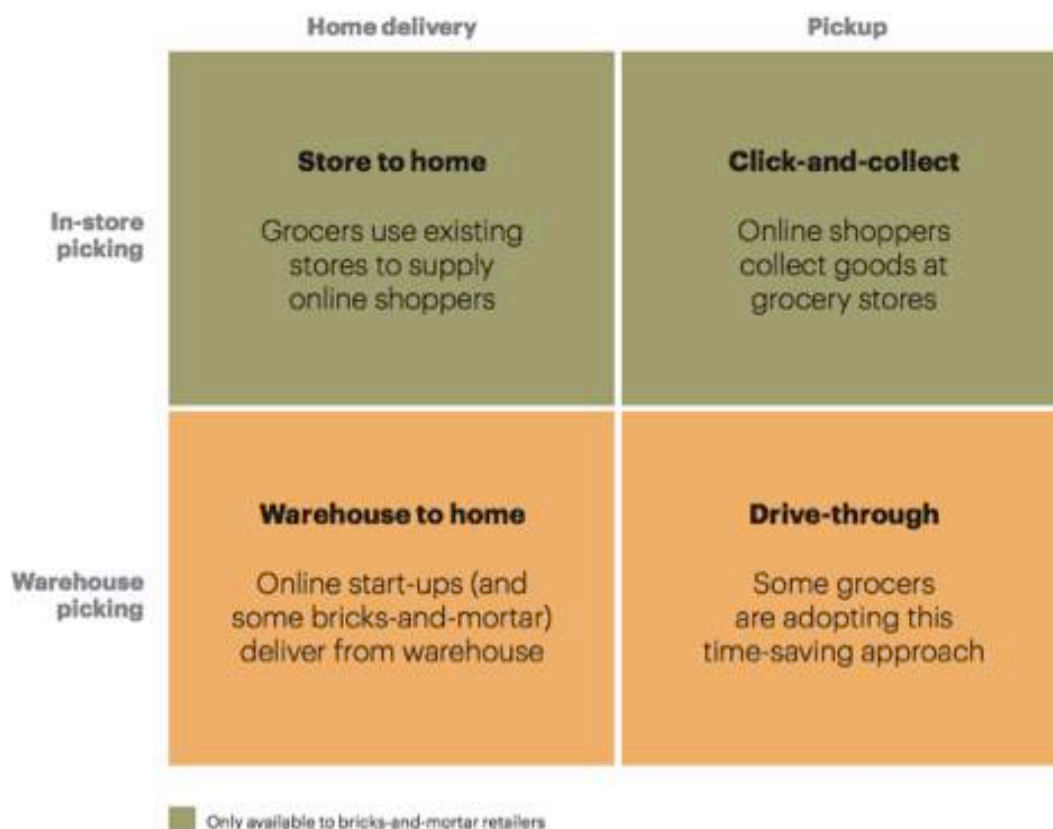 Home delivery
Pickup
In-store
picking
Store to home
Grocers use existing
stores to supply
online shoppers
Click-and-collect
Online shoppers
collect goods at
grocery stores
Warehouse
picking
Warehouse to home
Online start-ups (and
some bricks-and-mortar)
deliver from warehouse
Drive-through
Some grocers
are adopting this
time-saving approach
Only available to bricks-and-mortar retailers